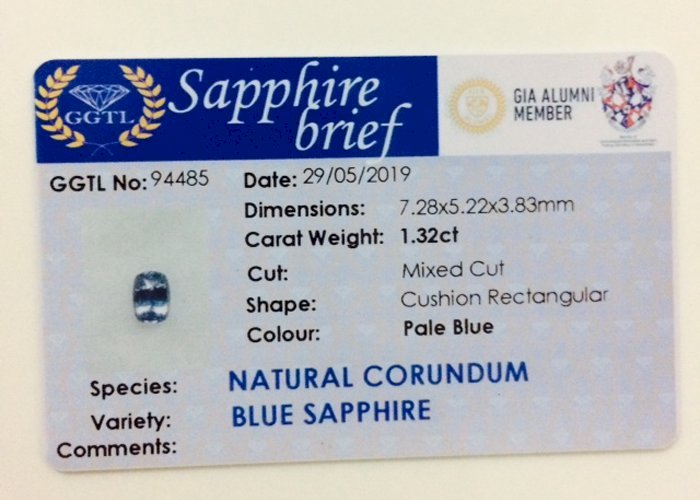 GGTL
Sapphire
brief
GIA ALUMNI
MEMBER
GGTL No: 94485
Date: 29/05/2019
Dimensions: 7.28x5.22x3.83mm
Carat Weight: 1.32ct
Cut: Mixed Cut
Shape: Cushion Rectangular
Colour: Pale Blue
Species: NATURAL CORUNDUM
Variety: BLUE SAPPHIRE
Comments: